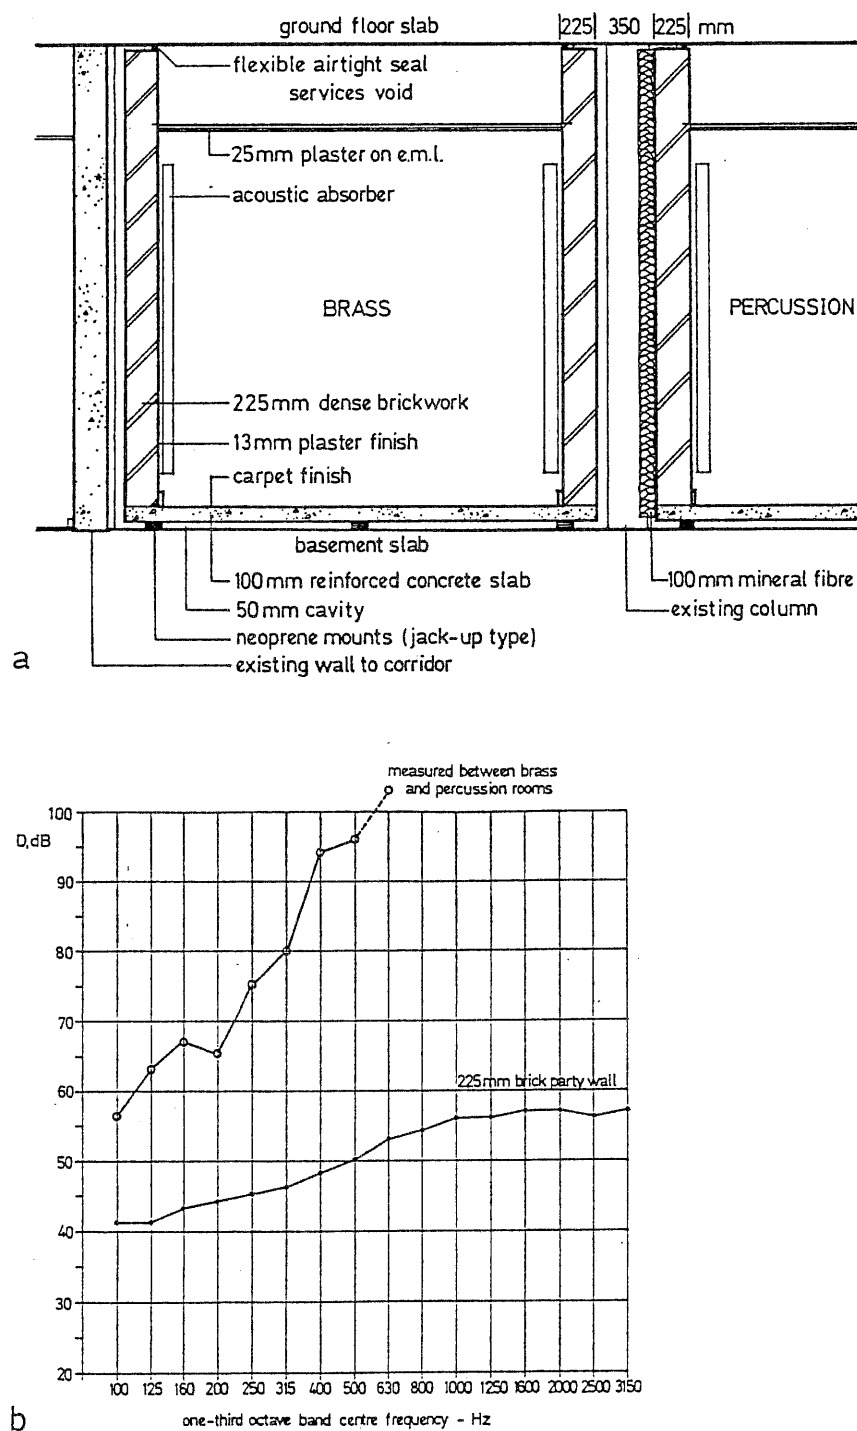 ground floor slab
225 350 225 mm
flexible airtight seal
services void
25mm plaster on e.m.l.
acoustic absorber
BRASS
PERCUSSION
225mm dense brickwork
13mm plaster finish
carpet finish
basement slab
100mm reinforced concrete slab
100mm mineral fibre
50mm cavity
existing column
neoprene mounts (jack-up type)
existing wall to corridor
a
measured between brass
and percussion rooms
100
D,dB
90
80
70
225mm brick party wall
60
50
40
30
20
100 125 160 200 250 315 400 500 630 800 1000 1250 1600 2000 2500 3150
b
one-third octave band centre frequency - Hz